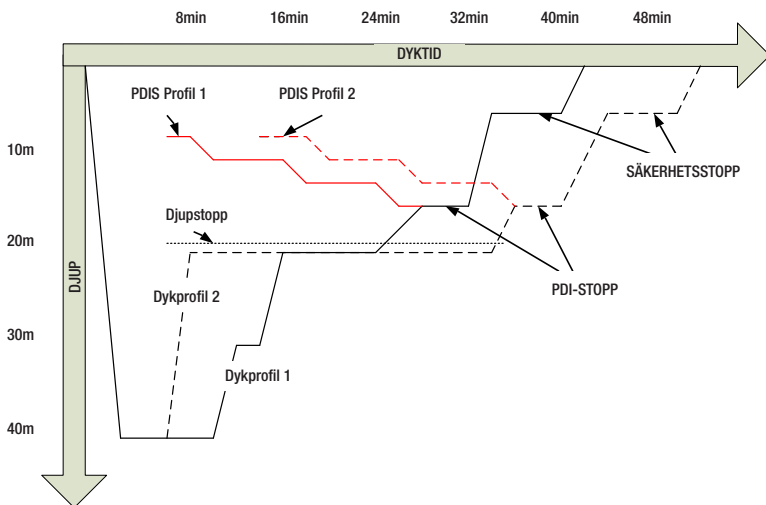 8min
16min
24min
32min
40min
48min
DYKTID
PDIS Profil 1
PDIS Profil 2
10m
SÄKERHETSSTOPP
Djupstopp
20m
DJUP
PDI-STOPP
Dykprofil 2
30m
Dykprofil 1
40m